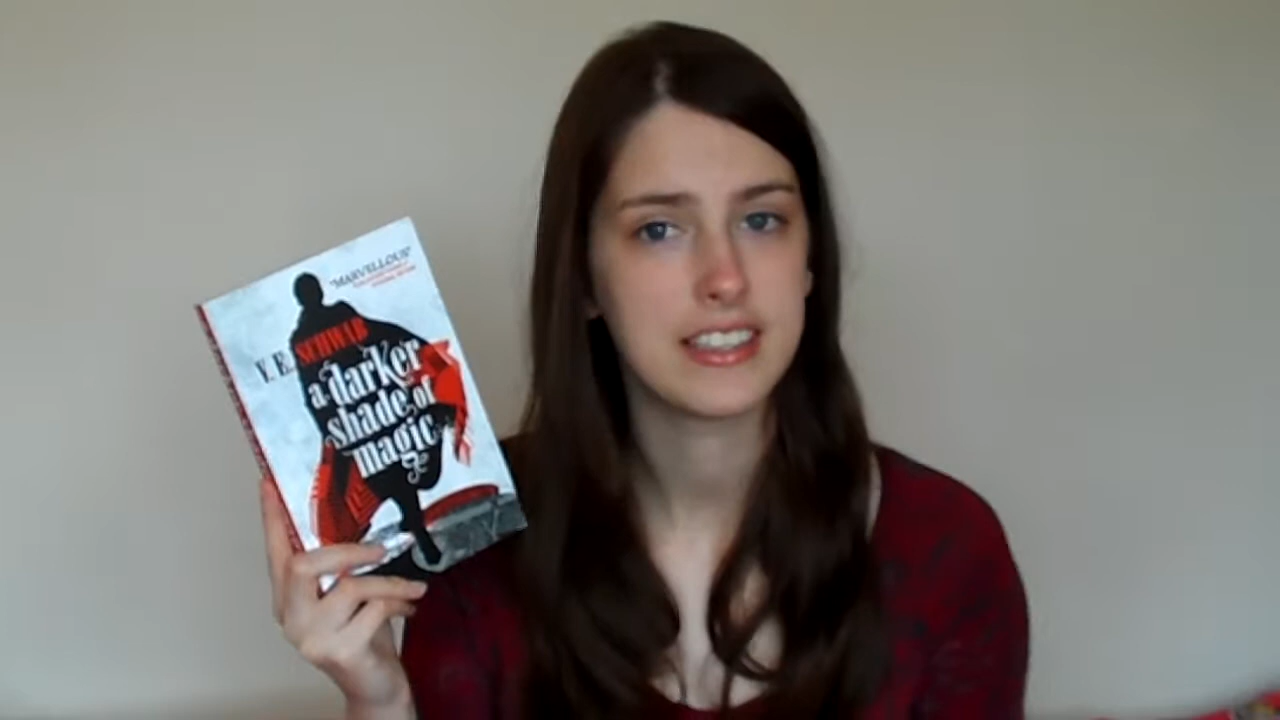 "MARVELLOUS"
V. E. SCHWAB
a darker
shade of
magic